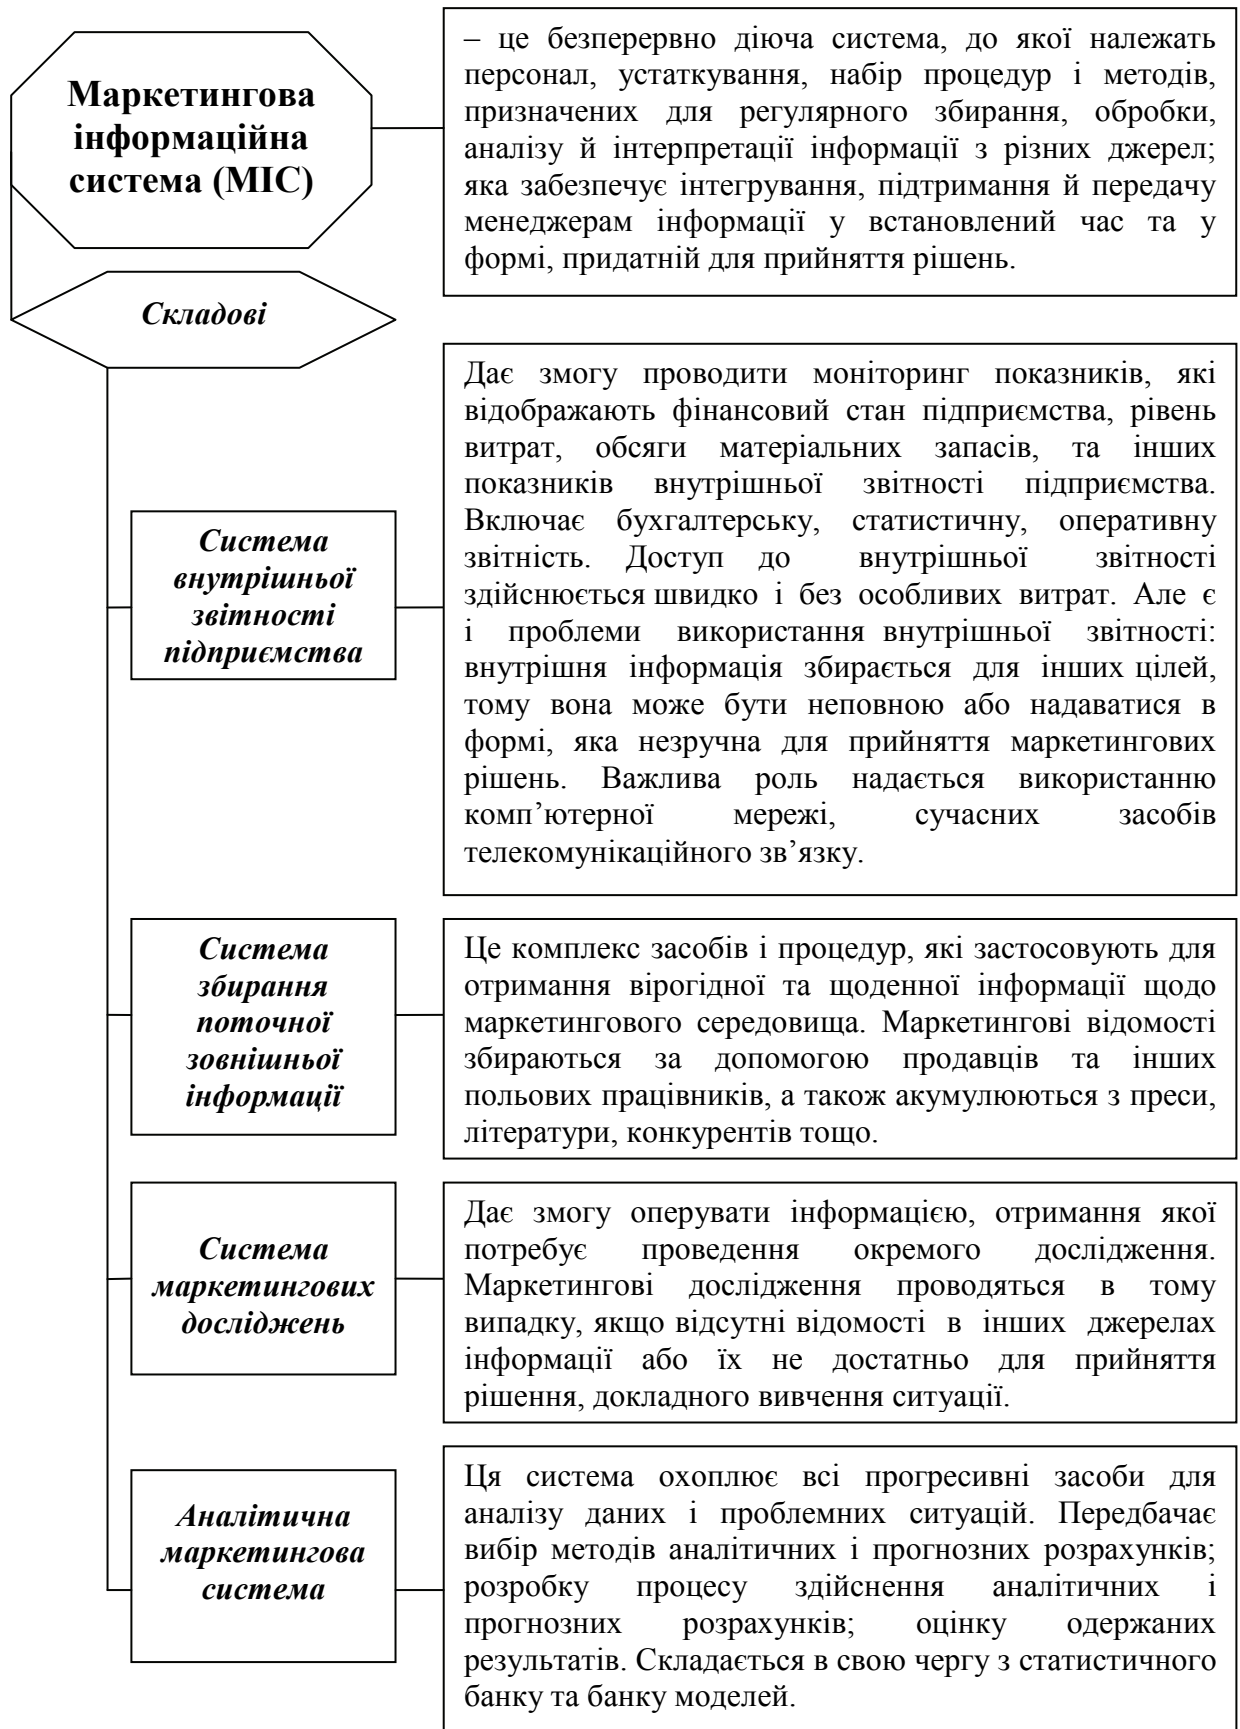 Маркетингова
інформаційна
система (МІС)
– це безперервно діюча система, до якої належать
персонал, устаткування, набір процедур і методів,
призначених для регулярного збирання, обробки,
аналізу й інтерпретації інформації з різних джерел;
яка забезпечує інтегрування, підтримання й передачу
менеджерам інформації у встановлений час та у
формі, придатній для прийняття рішень.
Складові
Система
внутрішньої
звітності
підприємства
Дає змогу проводити моніторинг показників, які
відображають фінансовий стан підприємства, рівень
витрат, обсяги матеріальних запасів, та інших
показників внутрішньої звітності підприємства.
Включає бухгалтерську, статистичну, оперативну
звітність. Доступ до внутрішньої звітності
здійснюється швидко і без особливих витрат. Але є
і проблеми використання внутрішньої звітності:
внутрішня інформація збирається для інших цілей,
тому вона може бути неповною або надаватися в
формі, яка незручна для прийняття маркетингових
рішень. Важлива роль надається використанню
комп’ютерної мережі, сучасних засобів
телекомунікаційного зв’язку.
Система
збирання
поточної
зовнішньої
інформації
Це комплекс засобів і процедур, які застосовують для
отримання вірогідної та щоденної інформації щодо
маркетингового середовища. Маркетингові відомості
збираються за допомогою продавців та інших
польових працівників, а також акумулюються з преси,
літератури, конкурентів тощо.
Система
маркетингових
досліджень
Дає змогу оперувати інформацією, отримання якої
потребує проведення окремого дослідження.
Маркетингові дослідження проводяться в тому
випадку, якщо відсутні відомості в інших джерелах
інформації або їх не достатньо для прийняття
рішення, докладного вивчення ситуації.
Аналітична
маркетингова
система
Ця система охоплює всі прогресивні засоби для
аналізу даних і проблемних ситуацій. Передбачає
вибір методів аналітичних і прогнозних розрахунків;
розробку процесу здійснення аналітичних і
прогнозних розрахунків; оцінку одержаних
результатів. Складається в свою чергу з статистичного
банку та банку моделей.